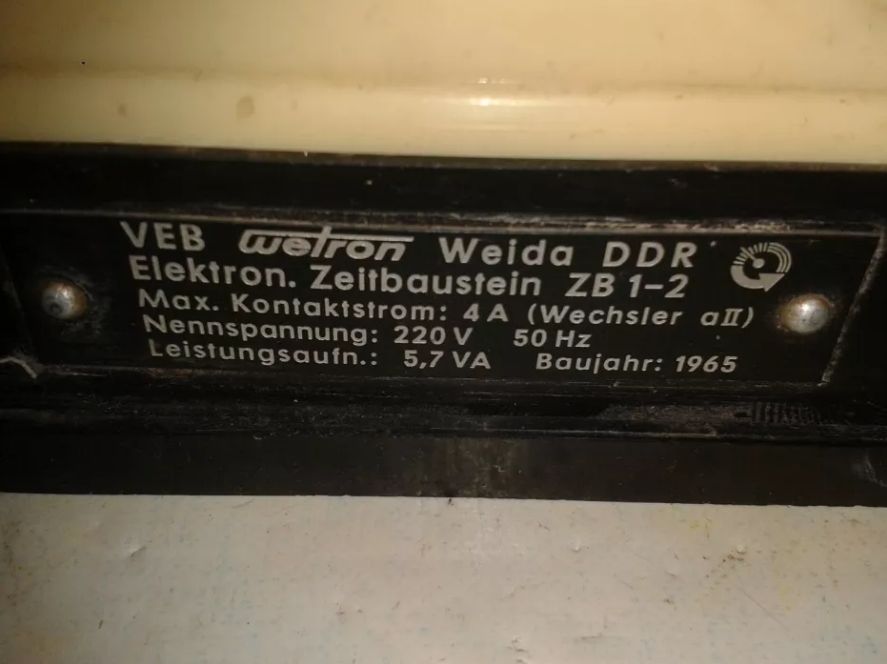 VEB wetron Weida DDR
Elektron. Zeitbaustein ZB 1-2
Max. Kontaktstrom: 4 A (Wechsler aII)
Nennspannung: 220 V 50 Hz
Leistungsaufn.: 5,7 VA Baujahr: 1965